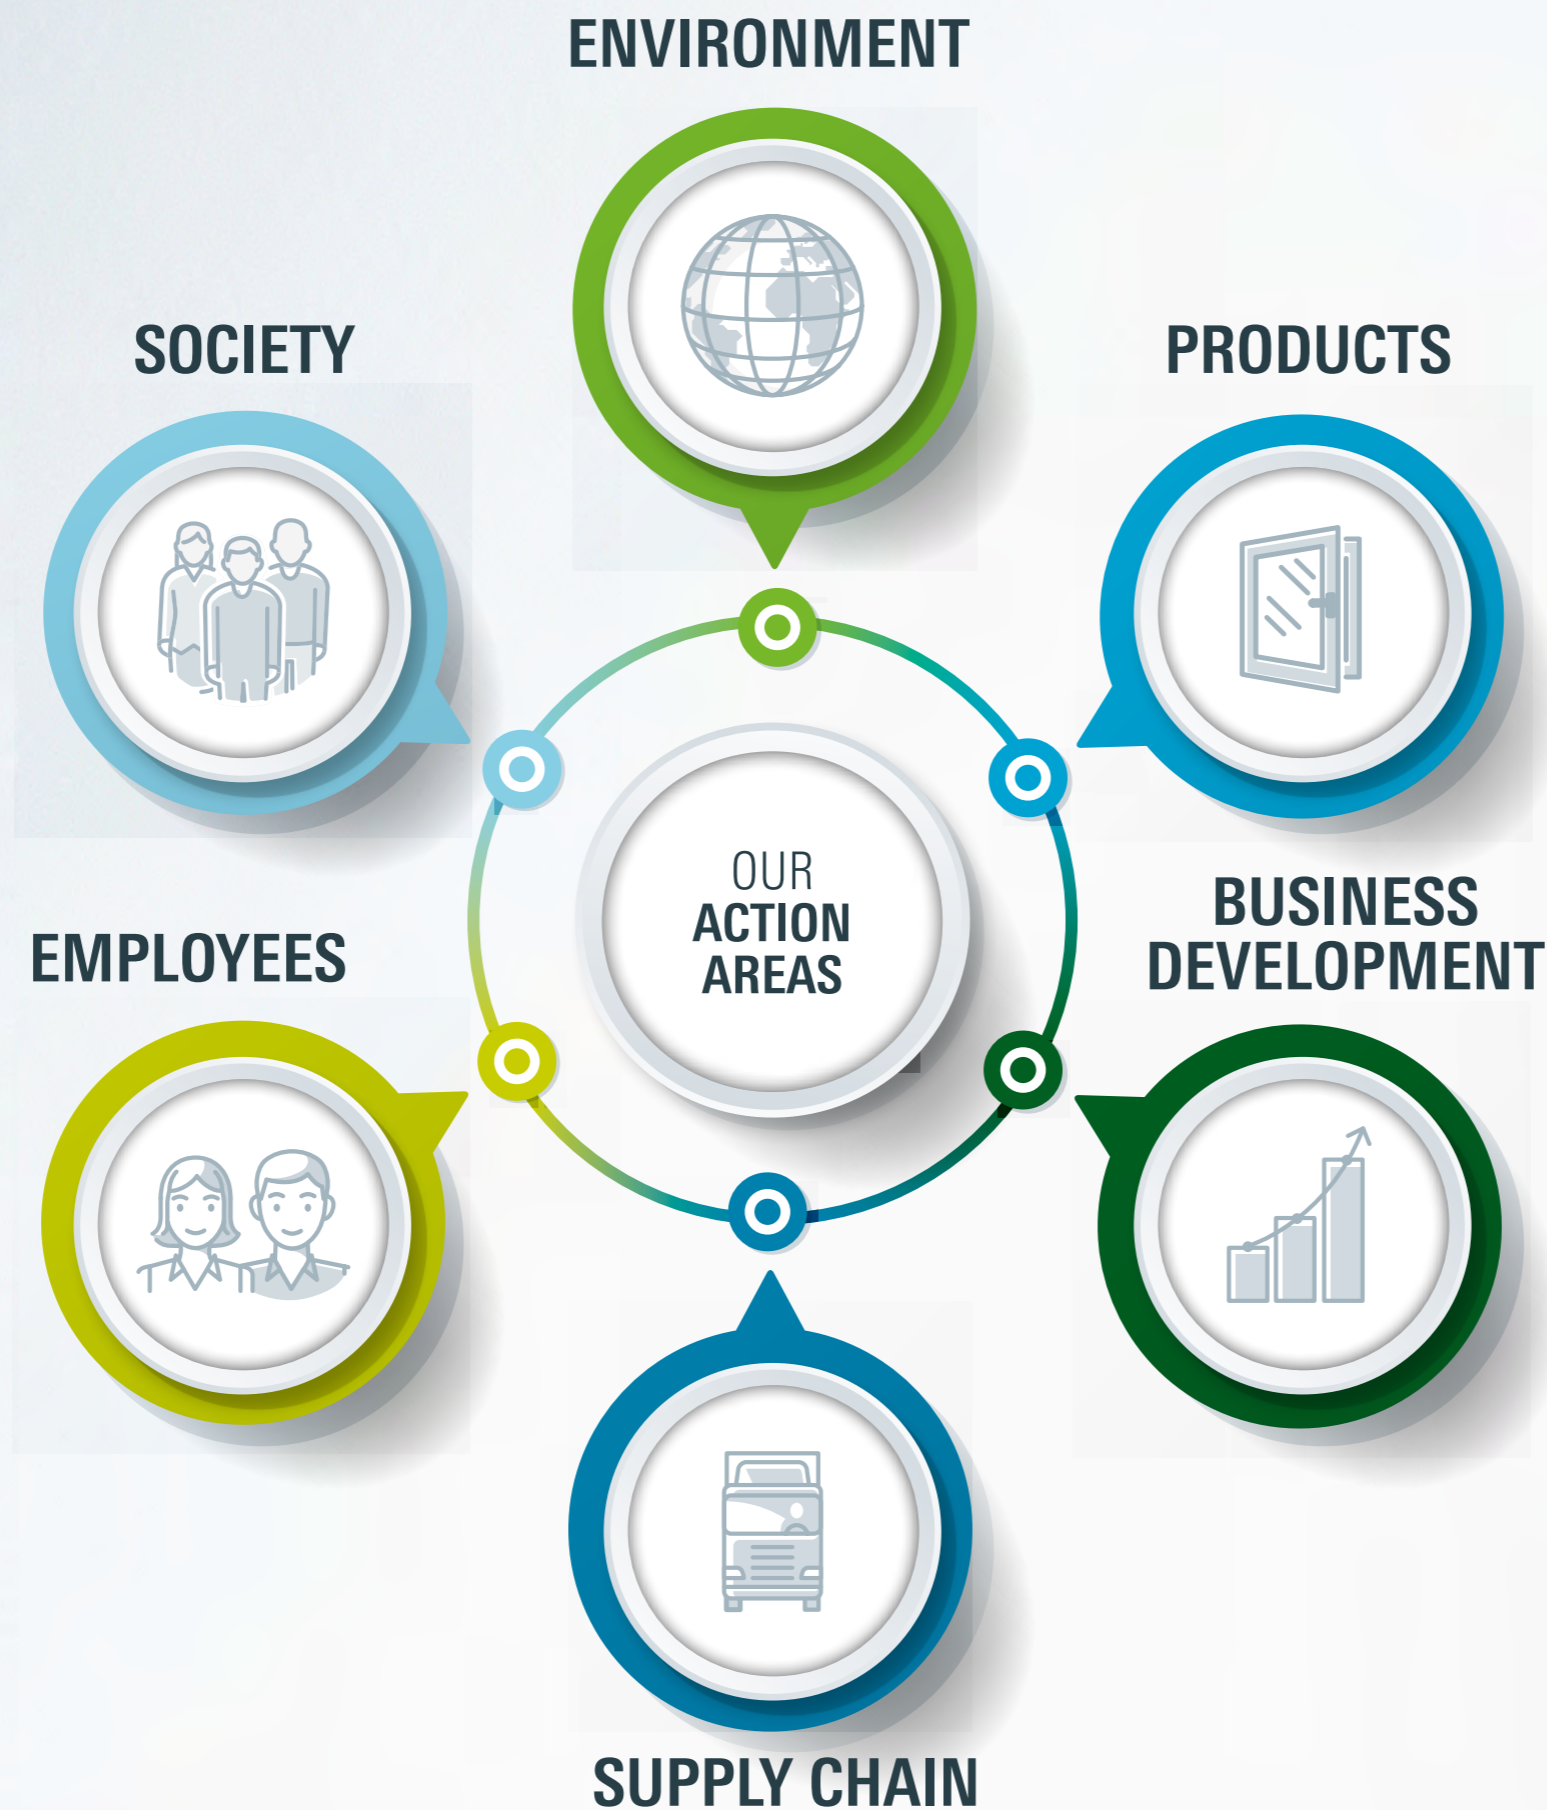 ENVIRONMENT
SOCIETY
PRODUCTS
OUR
ACTION
AREAS
EMPLOYEES
BUSINESS
DEVELOPMENT
SUPPLY CHAIN